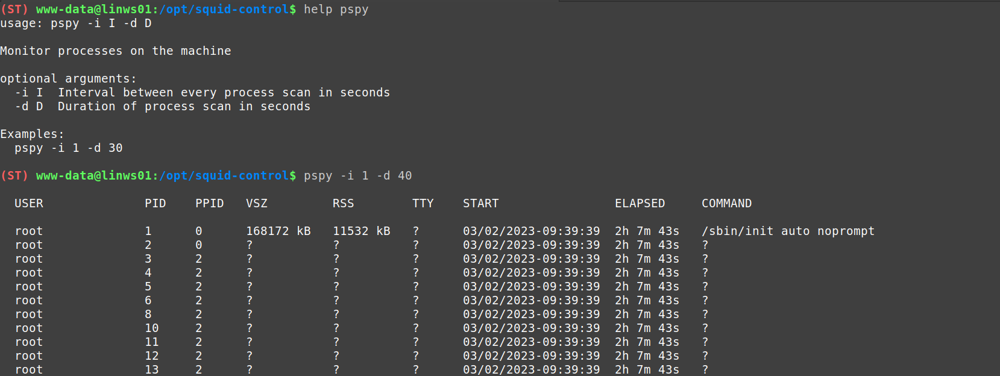 (ST) www-data@linws01:/opt/squid-control$ help pspy
usage: pspy -i I -d D
Monitor processes on the machine
optional arguments:
-i I  Interval between every process scan in seconds
-d D  Duration of process scan in seconds
Examples:
pspy -i 1 -d 30
(ST) www-data@linws01:/opt/squid-control$ pspy -i 1 -d 40
USER PID PPID VSZ RSS TTY START ELAPSED COMMAND
root 1 0 168172 kB 11532 kB ? 03/02/2023-09:39:39 2h 7m 43s /sbin/init auto noprompt
root 2 0 ? ? ? 03/02/2023-09:39:39 2h 7m 43s ?
root 3 2 ? ? ? 03/02/2023-09:39:39 2h 7m 43s ?
root 4 2 ? ? ? 03/02/2023-09:39:39 2h 7m 43s ?
root 5 2 ? ? ? 03/02/2023-09:39:39 2h 7m 43s ?
root 6 2 ? ? ? 03/02/2023-09:39:39 2h 7m 43s ?
root 8 2 ? ? ? 03/02/2023-09:39:39 2h 7m 43s ?
root 10 2 ? ? ? 03/02/2023-09:39:39 2h 7m 43s ?
root 11 2 ? ? ? 03/02/2023-09:39:39 2h 7m 43s ?
root 12 2 ? ? ? 03/02/2023-09:39:39 2h 7m 43s ?
root 13 2 ? ? ? 03/02/2023-09:39:39 2h 7m 43s ?